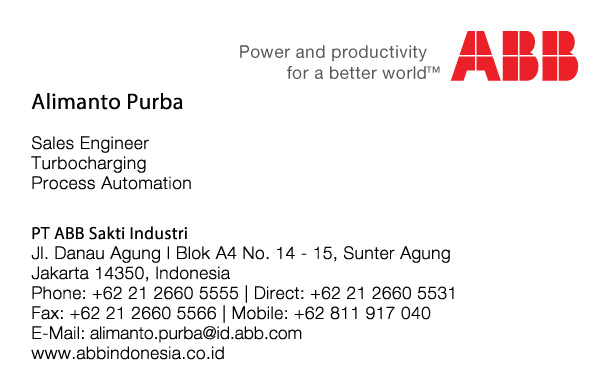 Power and productivity
for a better world™
ABB
Alimanto Purba
Sales Engineer
Turbocharging
Process Automation
PT ABB Sakti Industri
Jl. Danau Agung I Blok A4 No. 14 - 15, Sunter Agung
Jakarta 14350, Indonesia
Phone: +62 21 2660 5555 | Direct: +62 21 2660 5531
Fax: +62 21 2660 5566 | Mobile: +62 811 917 040
E-Mail: alimanto.purba@id.abb.com
www.abbindonesia.co.id